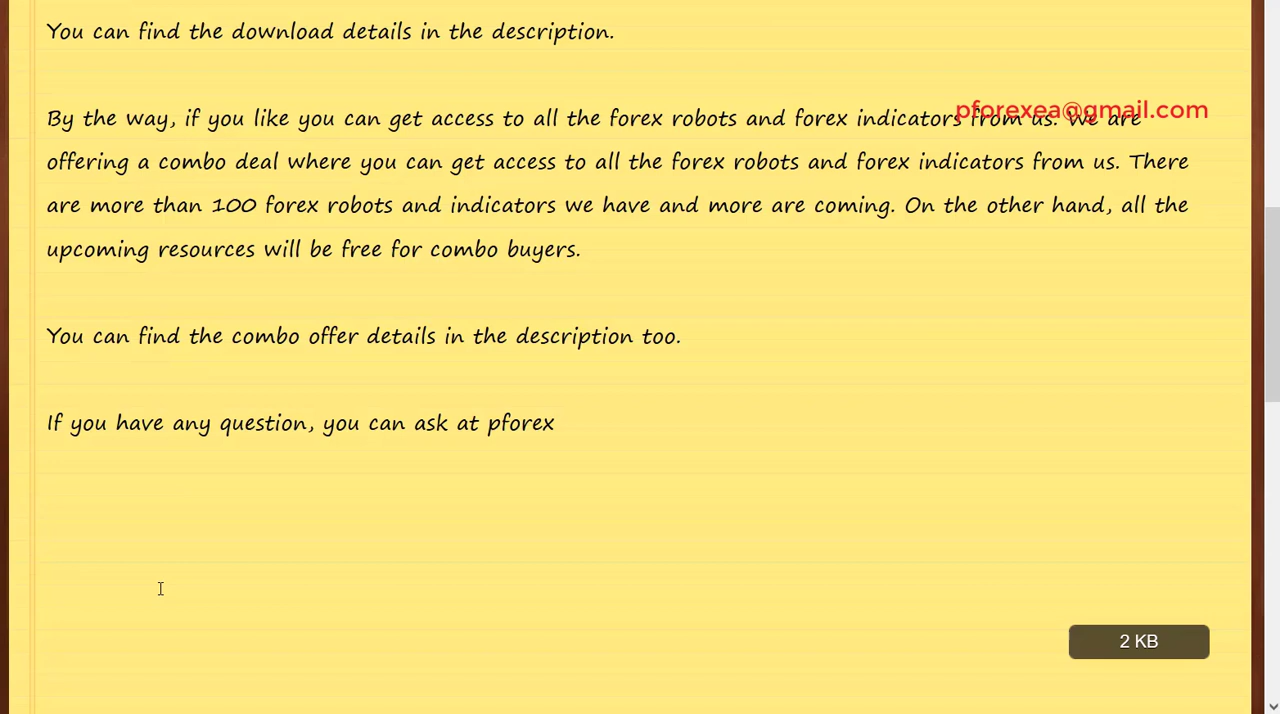 You can find the download details in the description.
pforexea@gmail.com
By the way, if you like you can get access to all the forex robots and forex indicators from us. We are
offering a combo deal where you can get access to all the forex robots and forex indicators from us. There
are more than 100 forex robots and indicators we have and more are coming. On the other hand, all the
upcoming resources will be free for combo buyers.
You can find the combo offer details in the description too.
If you have any question, you can ask at pforex
2 KB